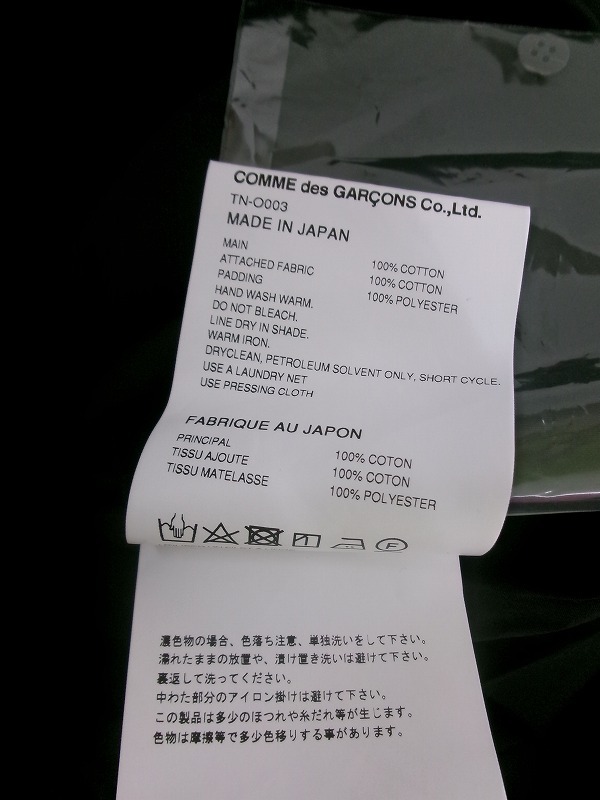 COMME des GARÇONS Co.,Ltd.
TN-O003
MADE IN JAPAN
MAIN 100% COTTON
ATTACHED FABRIC 100% COTTON
PADDING 100% POLYESTER
HAND WASH WARM.
DO NOT BLEACH.
LINE DRY IN SHADE.
WARM IRON.
DRYCLEAN, PETROLEUM SOLVENT ONLY, SHORT CYCLE.
USE A LAUNDRY NET
USE PRESSING CLOTH
FABRIQUE AU JAPON
PRINCIPAL 100% COTON
TISSU AJOUTE 100% COTON
TISSU MATELASSE 100% POLYESTER
F
濃色物の場合、色落ち注意、単独洗いをして下さい。
濡れたままの放置や、漬け置き洗いは避けて下さい。
裏返して洗ってください。
中わた部分のアイロン掛けは避けて下さい。
この製品は多少のほつれや糸だれ等が生じます。
色物は摩擦等で多少色移りする事があります。